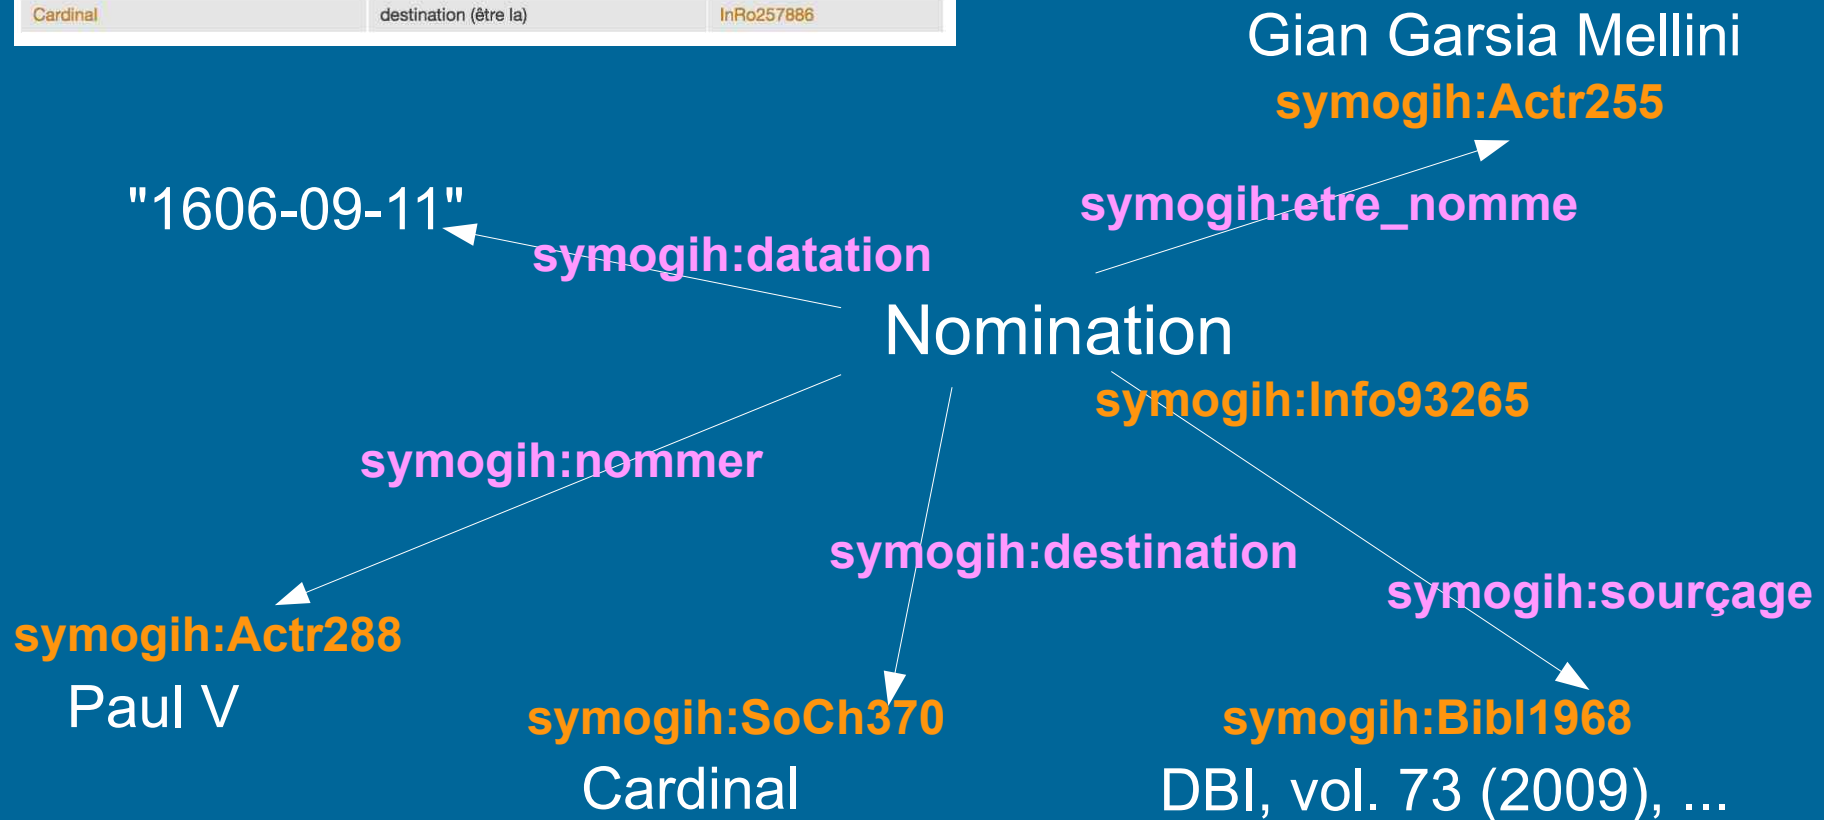 Cardinal destination (être la) InRo257886
Gian Garsia Mellini
symogih:Actr255
"1606-09-11"
symogih:etre_nomme
symogih:datation
Nomination
symogih:Info93265
symogih:nommer
symogih:destination
symogih:sourçage
symogih:Actr288
Paul V
symogih:SoCh370
Cardinal
symogih:Bibl1968
DBI, vol. 73 (2009), ...